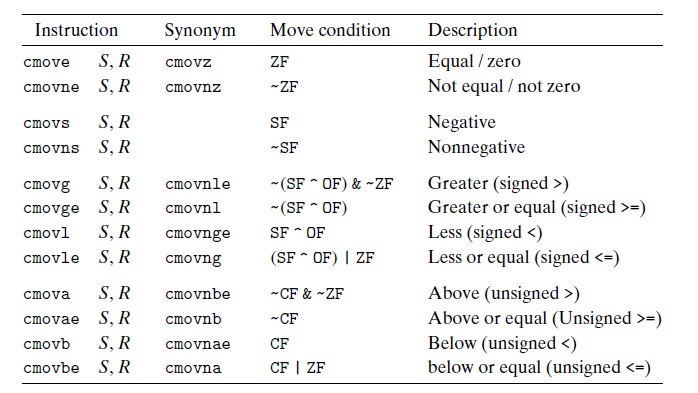 Instruction Synonym Move condition Description
cmove S, R cmovz ZF Equal / zero
cmovne S, R cmovnz ~ZF Not equal / not zero
cmovs S, R SF Negative
cmovns S, R ~SF Nonnegative
cmovg S, R cmovnle ~(SF ^ OF) & ~ZF Greater (signed >)
cmovge S, R cmovnl ~(SF ^ OF) Greater or equal (signed >=)
cmovl S, R cmovnge SF ^ OF Less (signed <)
cmovle S, R cmovng (SF ^ OF) | ZF Less or equal (signed <=)
cmova S, R cmovnbe ~CF & ~ZF Above (unsigned >)
cmovae S, R cmovnb ~CF Above or equal (Unsigned >=)
cmovb S, R cmovnae CF Below (unsigned <)
cmovbe S, R cmovna CF | ZF below or equal (unsigned <=)